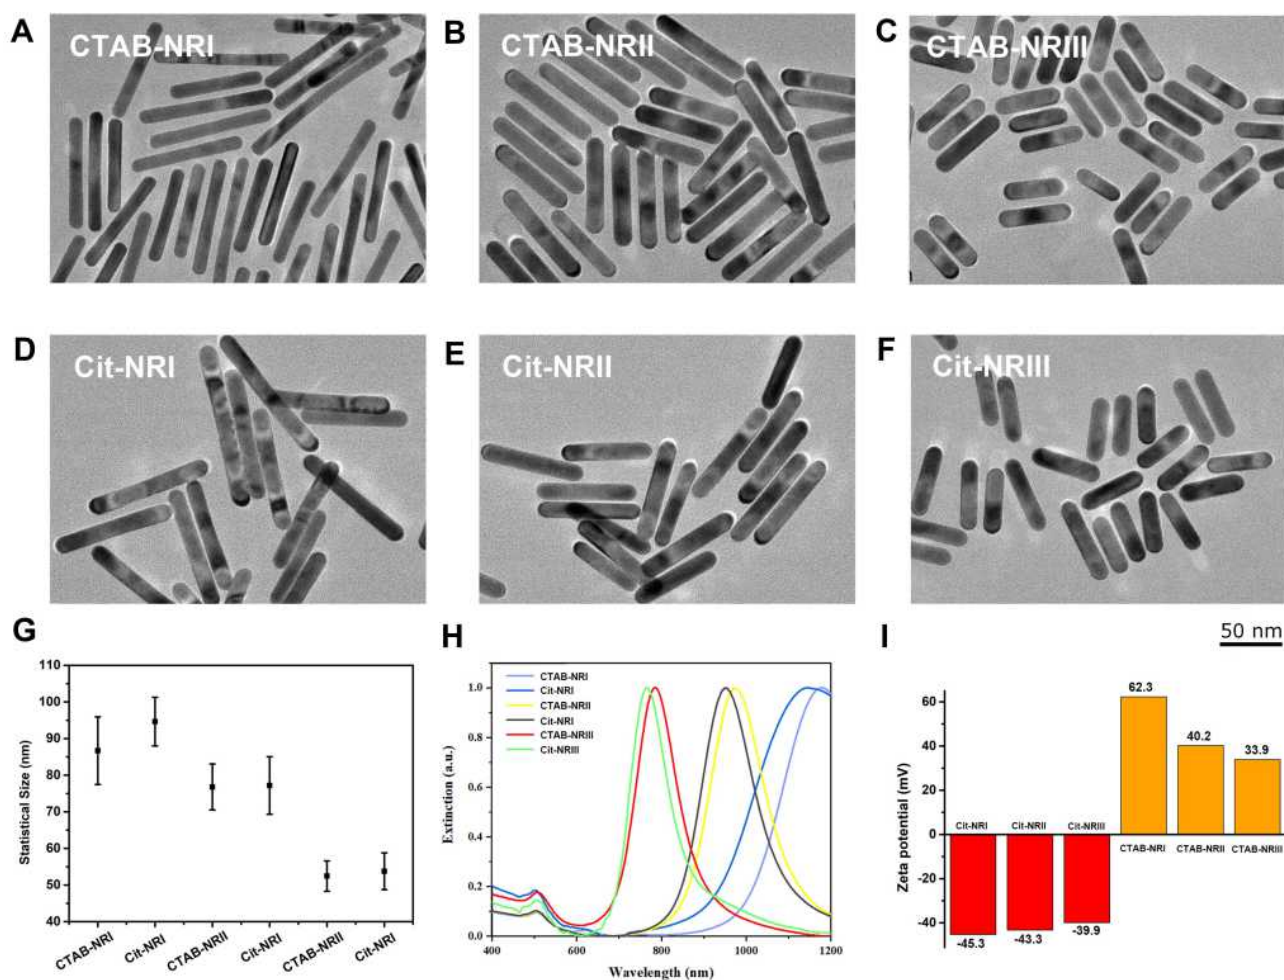 A
CTAB-NRI
B
CTAB-NRII
C
CTAB-NRIII
D
Cit-NRI
E
Cit-NRII
F
Cit-NRIII
50 nm
G
Statistical Size (nm)
110
100
90
80
70
60
50
40
CTAB-NRI
Cit-NRI
CTAB-NRII
Cit-NRI
CTAB-NRII
Cit-NRI
H
Extinction (a.u.)
1.0
0.8
0.6
0.4
0.2
0.0
CTAB-NRI
Cit-NRI
CTAB-NRII
Cit-NRI
CTAB-NRIII
Cit-NRIII
400 600 800 1000 1200
Wavelength (nm)
I
Zeta potential (mV)
60
40
20
0
-20
-40
62.3
40.2
33.9
Cit-NRI Cit-NRII Cit-NRIII
CTAB-NRI CTAB-NRII CTAB-NRIII
-45.3
-43.3
-39.9